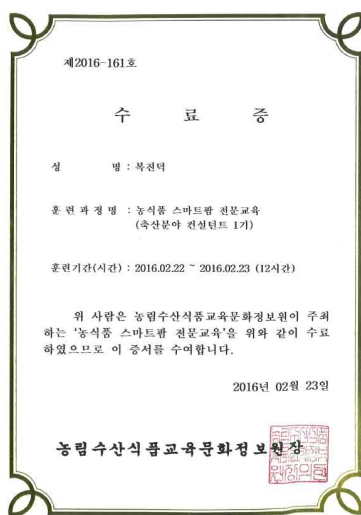 제2016-161호
수 료 증
성 명 : 복진덕
훈 련 과 정 명 : 농식품 스마트팜 전문교육
(축산분야 컨설턴트 1기)
훈련기간(시간) : 2016.02.22 ~ 2016.02.23 (12시간)
위 사람은 농림수산식품교육문화정보원이 주최
하는 '농식품 스마트팜 전문교육'을 위와 같이 수료
하였으므로 이 증서를 수여합니다.
2016년 02월 23일
농림수산식품교육문화정보원장